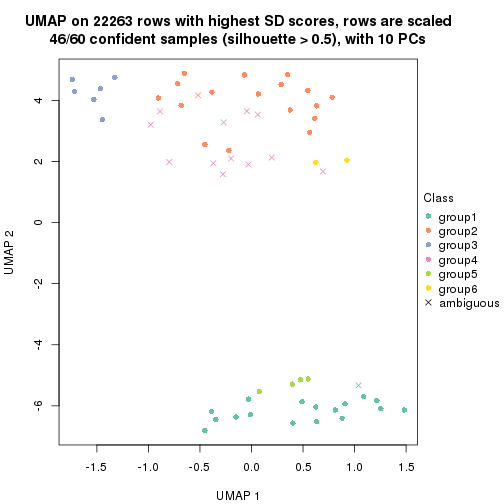 UMAP on 22263 rows with highest SD scores, rows are scaled
46/60 confident samples (silhouette > 0.5), with 10 PCs
4
2
0
-2
-4
-6
UMAP 2
-1.5 -1.0 -0.5 0.0 0.5 1.0 1.5
UMAP 1
Class
group1
group2
group3
group4
group5
group6
ambiguous